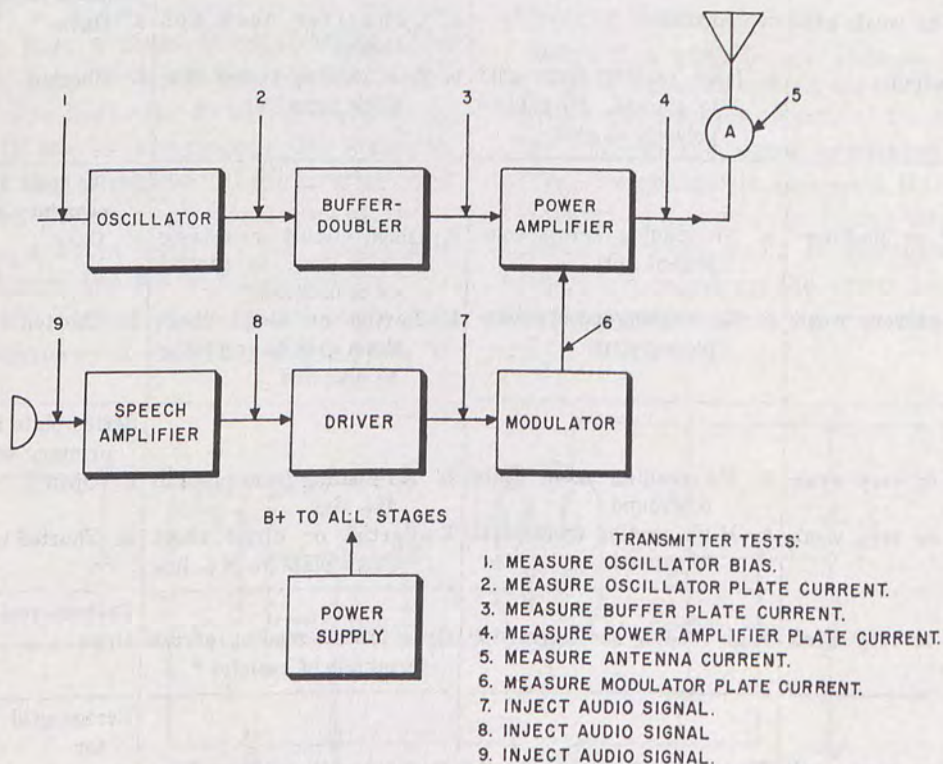 1
2
3
4
5
A
OSCILLATOR
BUFFER-
DOUBLER
POWER
AMPLIFIER
9
8
7
6
SPEECH
AMPLIFIER
DRIVER
MODULATOR
B+ TO ALL STAGES
POWER
SUPPLY
TRANSMITTER TESTS:
1. MEASURE OSCILLATOR BIAS.
2. MEASURE OSCILLATOR PLATE CURRENT.
3. MEASURE BUFFER PLATE CURRENT.
4. MEASURE POWER AMPLIFIER PLATE CURRENT.
5. MEASURE ANTENNA CURRENT.
6. MEASURE MODULATOR PLATE CURRENT.
7. INJECT AUDIO SIGNAL.
8. INJECT AUDIO SIGNAL
9. INJECT AUDIO SIGNAL.